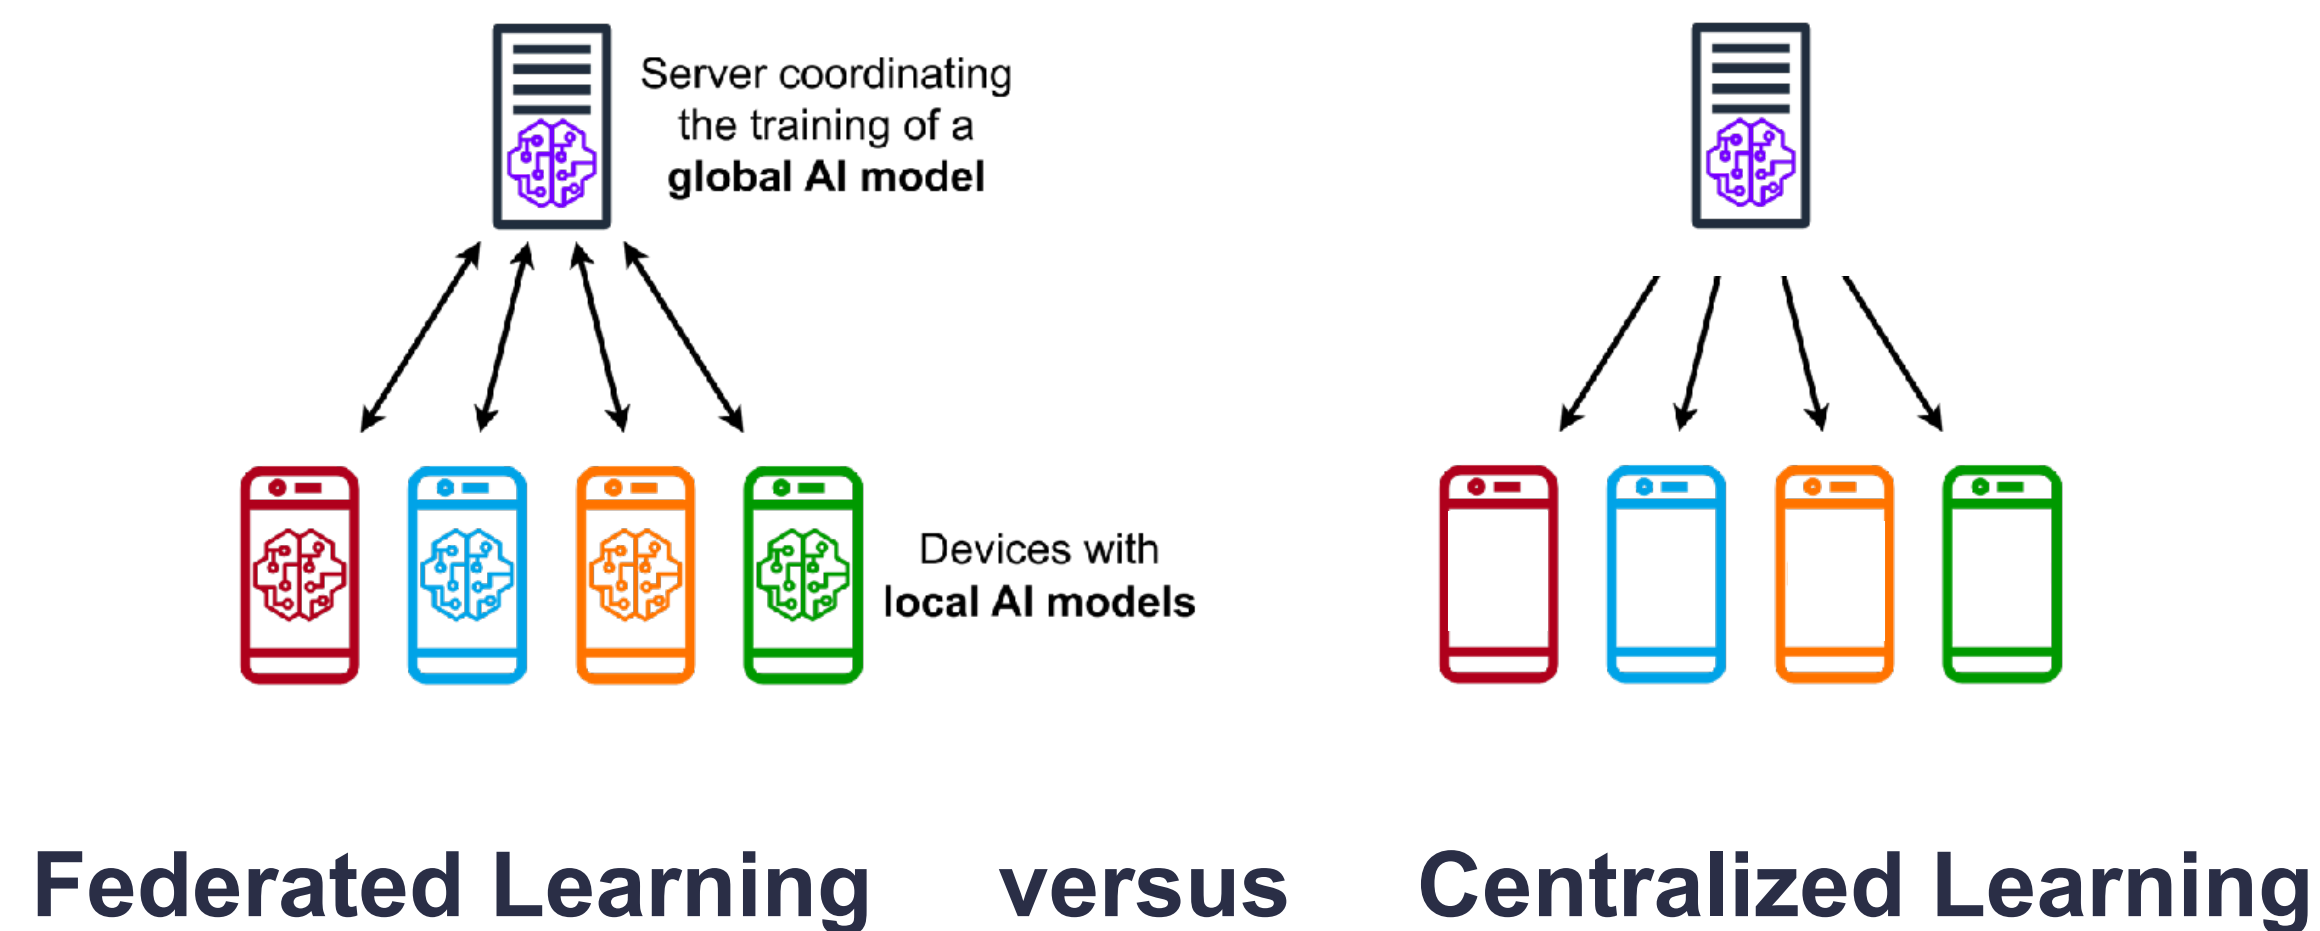 Server coordinating
the training of a
global AI model
Devices with
local AI models
Federated Learning versus Centralized Learning